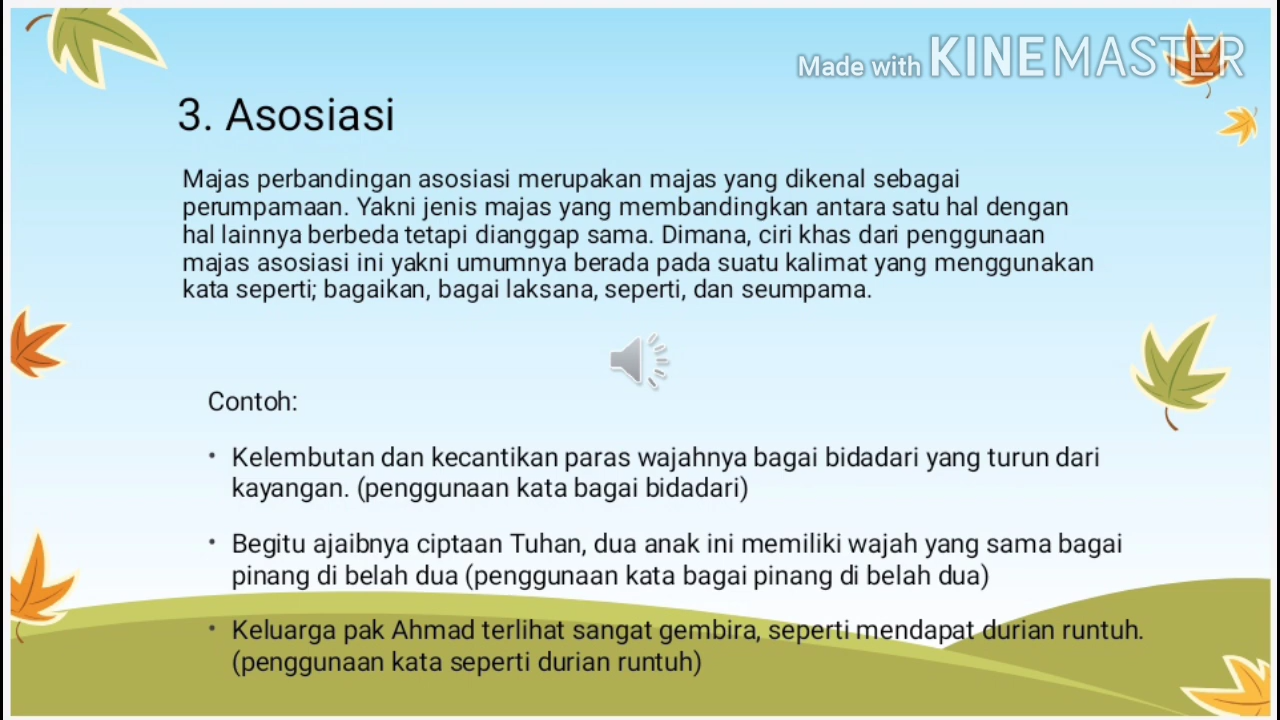 Made with KINEMASTER
3. Asosiasi
Majas perbandingan asosiasi merupakan majas yang dikenal sebagai
perumpamaan. Yakni jenis majas yang membandingkan antara satu hal dengan
hal lainnya berbeda tetapi dianggap sama. Dimana, ciri khas dari penggunaan
majas asosiasi ini yakni umumnya berada pada suatu kalimat yang menggunakan
kata seperti; bagaikan, bagai laksana, seperti, dan seumpama.
Contoh:
• Kelembutan dan kecantikan paras wajahnya bagai bidadari yang turun dari
kayangan. (penggunaan kata bagai bidadari)
• Begitu ajaibnya ciptaan Tuhan, dua anak ini memiliki wajah yang sama bagai
pinang di belah dua (penggunaan kata bagai pinang di belah dua)
• Keluarga pak Ahmad terlihat sangat gembira, seperti mendapat durian runtuh.
(penggunaan kata seperti durian runtuh)